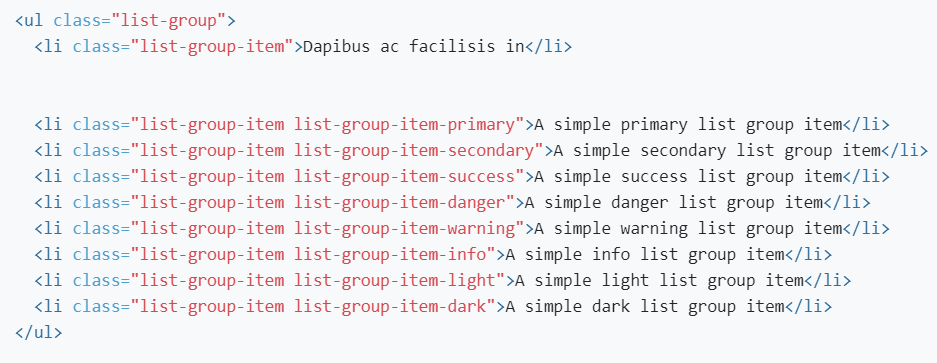 <ul class="list-group">
  <li class="list-group-item">Dapibus ac facilisis in</li>
  <li class="list-group-item list-group-item-primary">A simple primary list group item</li>
  <li class="list-group-item list-group-item-secondary">A simple secondary list group item</li>
  <li class="list-group-item list-group-item-success">A simple success list group item</li>
  <li class="list-group-item list-group-item-danger">A simple danger list group item</li>
  <li class="list-group-item list-group-item-warning">A simple warning list group item</li>
  <li class="list-group-item list-group-item-info">A simple info list group item</li>
  <li class="list-group-item list-group-item-light">A simple light list group item</li>
  <li class="list-group-item list-group-item-dark">A simple dark list group item</li>
</ul>